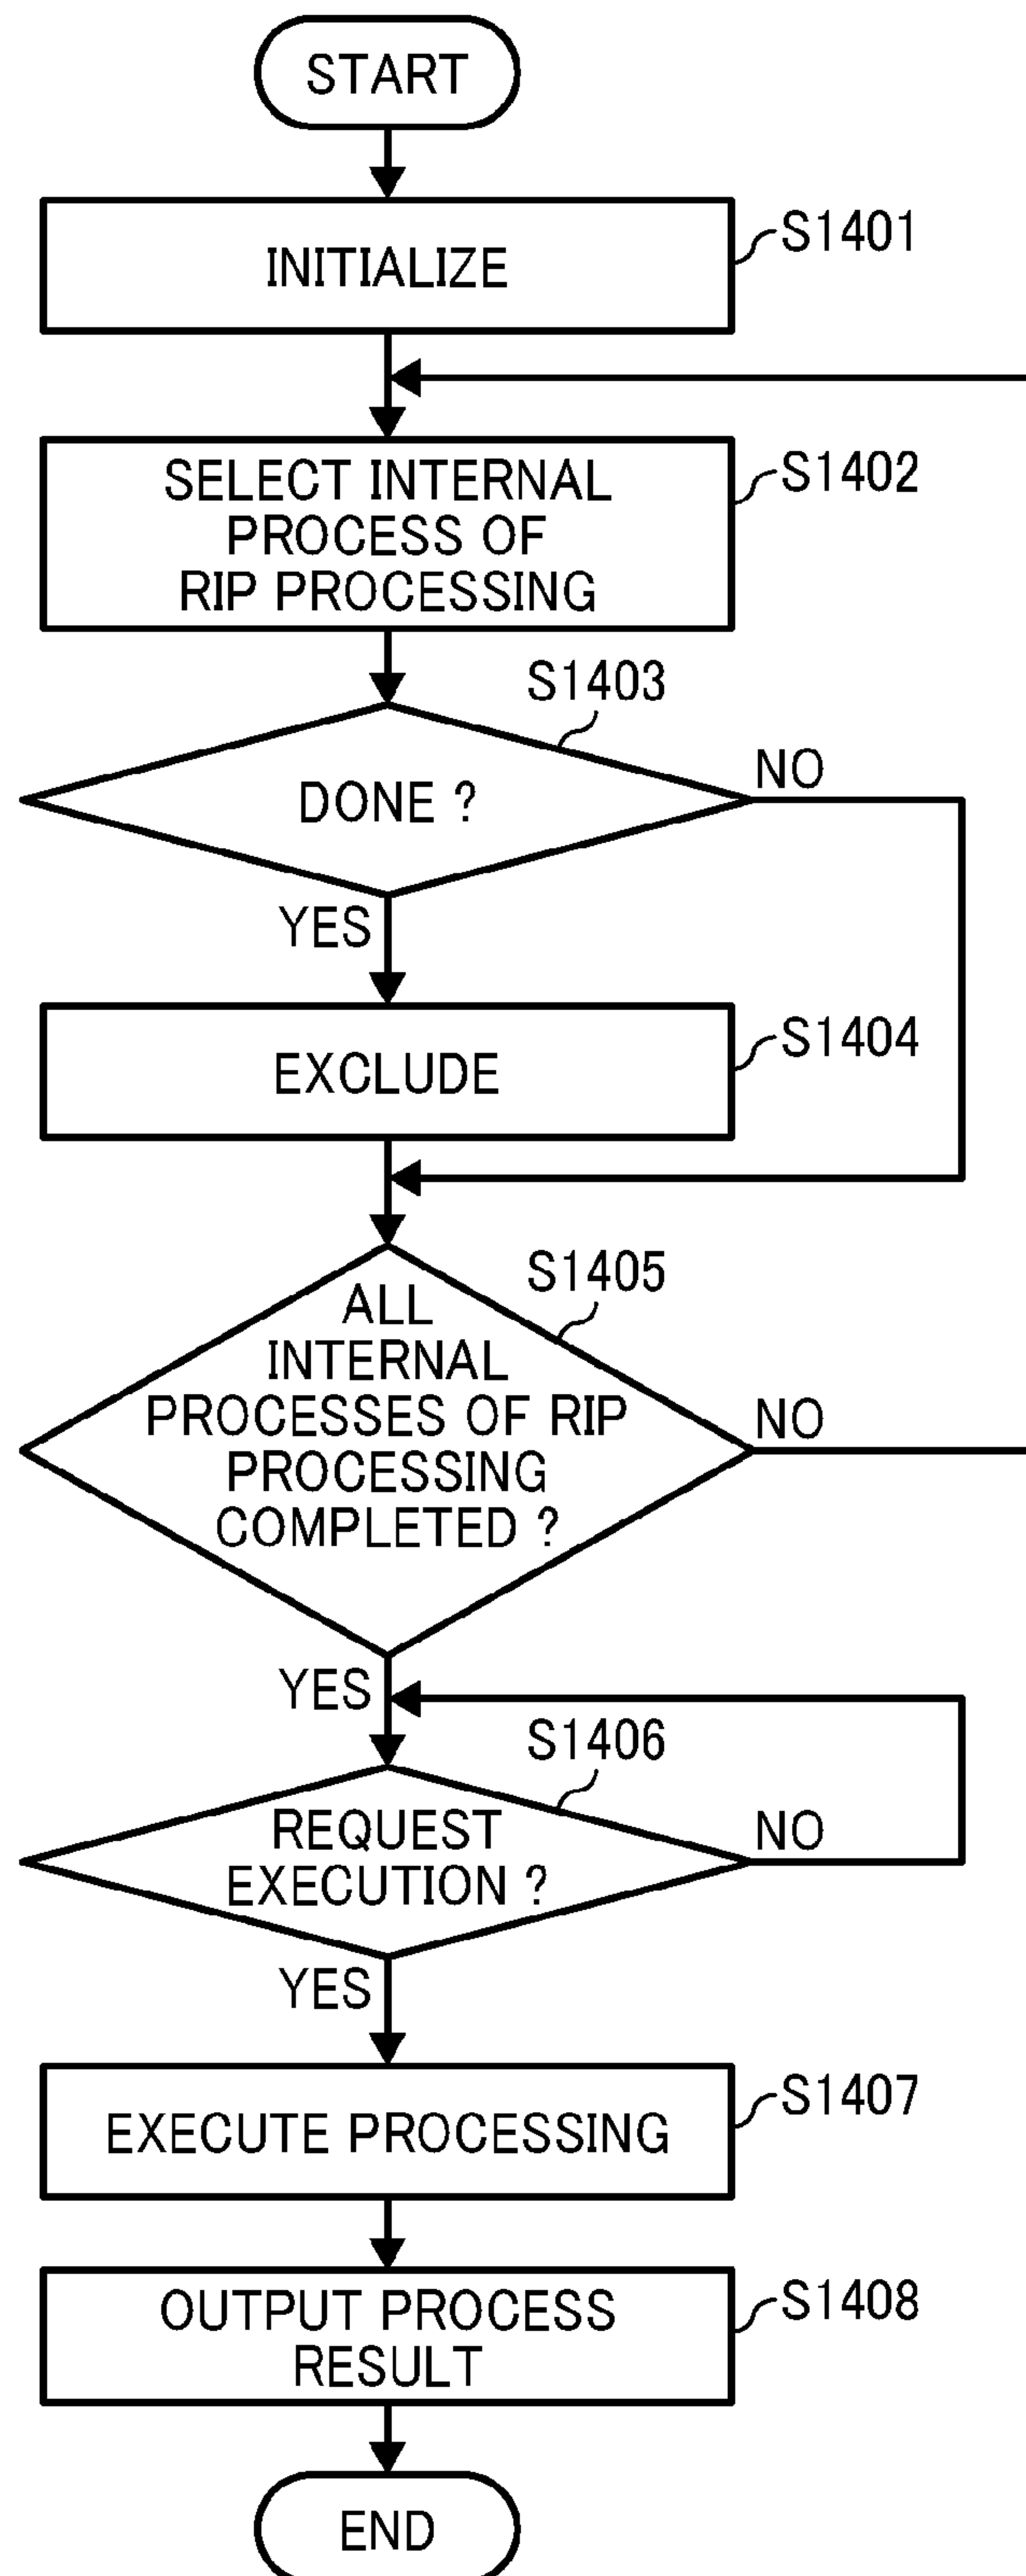 START
INITIALIZE
S1401
SELECT INTERNAL
PROCESS OF
RIP PROCESSING
S1402
S1403
DONE ?
NO
YES
EXCLUDE
S1404
S1405
ALL
INTERNAL
PROCESSES OF RIP
PROCESSING
COMPLETED ?
NO
YES
S1406
REQUEST
EXECUTION ?
NO
YES
EXECUTE PROCESSING
S1407
OUTPUT PROCESS
RESULT
S1408
END